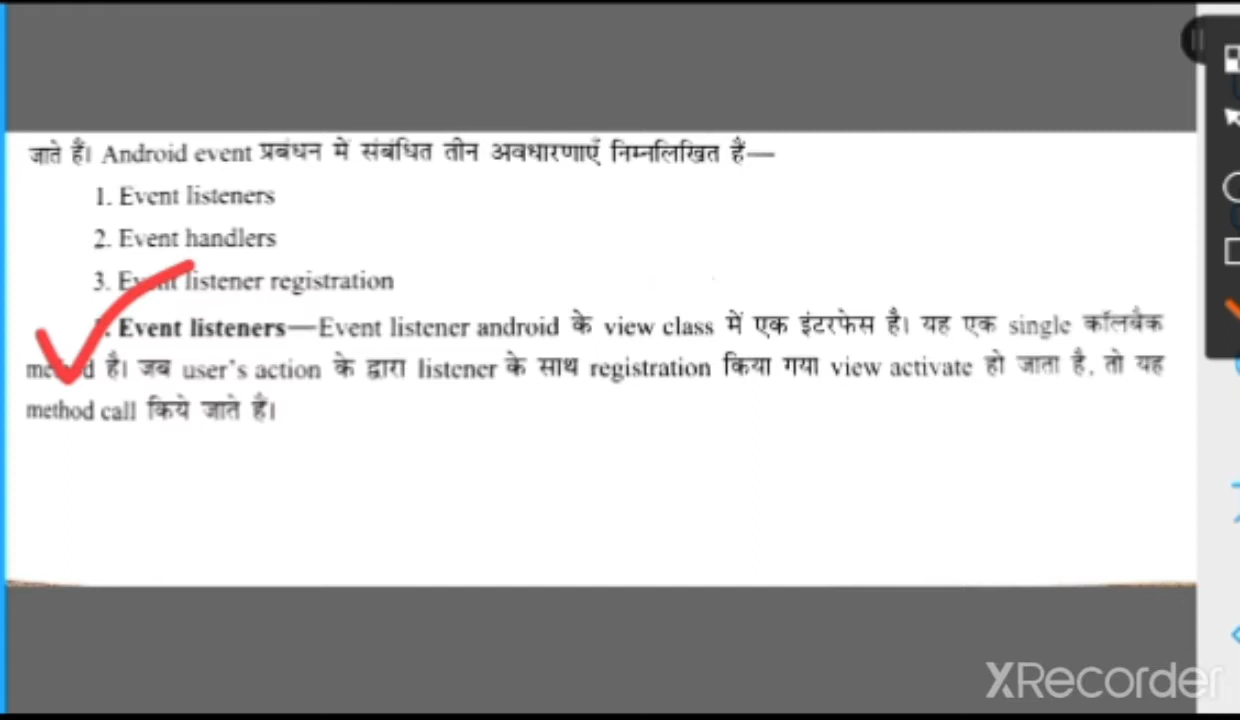 जाते हैं। Android event प्रबंधन में संबंधित तीन अवधारणाएँ निम्नलिखित हैं—
1. Event listeners
2. Event handlers
3. Event listener registration
Event listeners—Event listener android के view class में एक इंटरफेस है। यह एक single कॉलबैक
method है। जब user's action के द्वारा listener के साथ registration किया गया view activate हो जाता है, तो यह
method call किये जाते हैं।
XRecorder